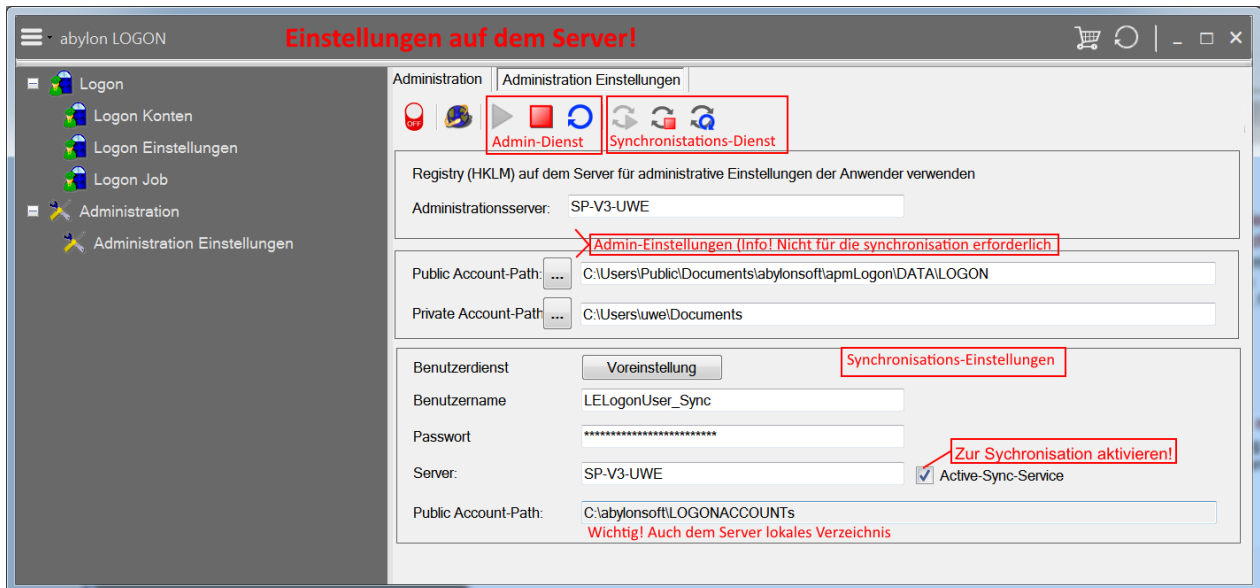 abylon LOGON
Einstellungen auf dem Server!
Logon
Logon Konten
Logon Einstellungen
Logon Job
Administration
Administration Einstellungen
Administration
Administration Einstellungen
OFF
Admin-Dienst
Synchronistations-Dienst
Registry (HKLM) auf dem Server für administrative Einstellungen der Anwender verwenden
Administrationsserver: SP-V3-UWE
Admin-Einstellungen (Info! Nicht für die synchronisation erforderlich
Public Account-Path: ... C:\Users\Public\Documents\abylonsoft\apmLogon\DATA\LOGON
Private Account-Path ... C:\Users\uwe\Documents
Benutzerdienst Voreinstellung
Synchronisations-Einstellungen
Benutzername LELogonUser_Sync
Passwort *************************
Zur Sychronisation aktivieren!
Server: SP-V3-UWE Active-Sync-Service
Public Account-Path: C:\abylonsoft\LOGONACCOUNTs
Wichtig! Auch dem Server lokales Verzeichnis